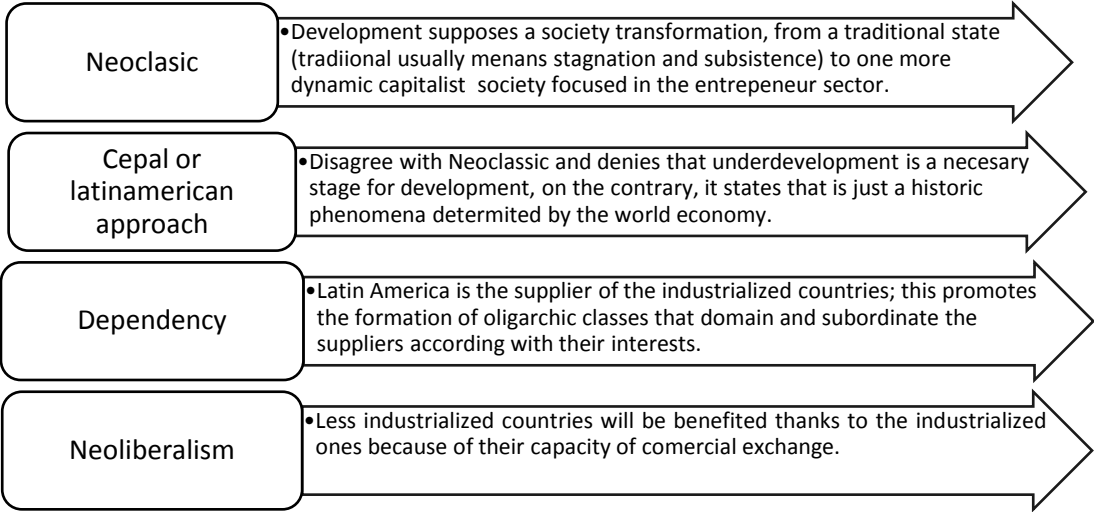 Neoclasic
•Development supposes a society transformation, from a traditional state
(tradiional usually menans stagnation and subsistence) to one more
dynamic capitalist society focused in the entrepeneur sector.
Cepal or
latinamerican
approach
•Disagree with Neoclassic and denies that underdevelopment is a necesary
stage for development, on the contrary, it states that is just a historic
phenomena determited by the world economy.
Dependency
•Latin America is the supplier of the industrialized countries; this promotes
the formation of oligarchic classes that domain and subordinate the
suppliers according with their interests.
Neoliberalism
•Less industrialized countries will be benefited thanks to the industrialized
ones because of their capacity of comercial exchange.